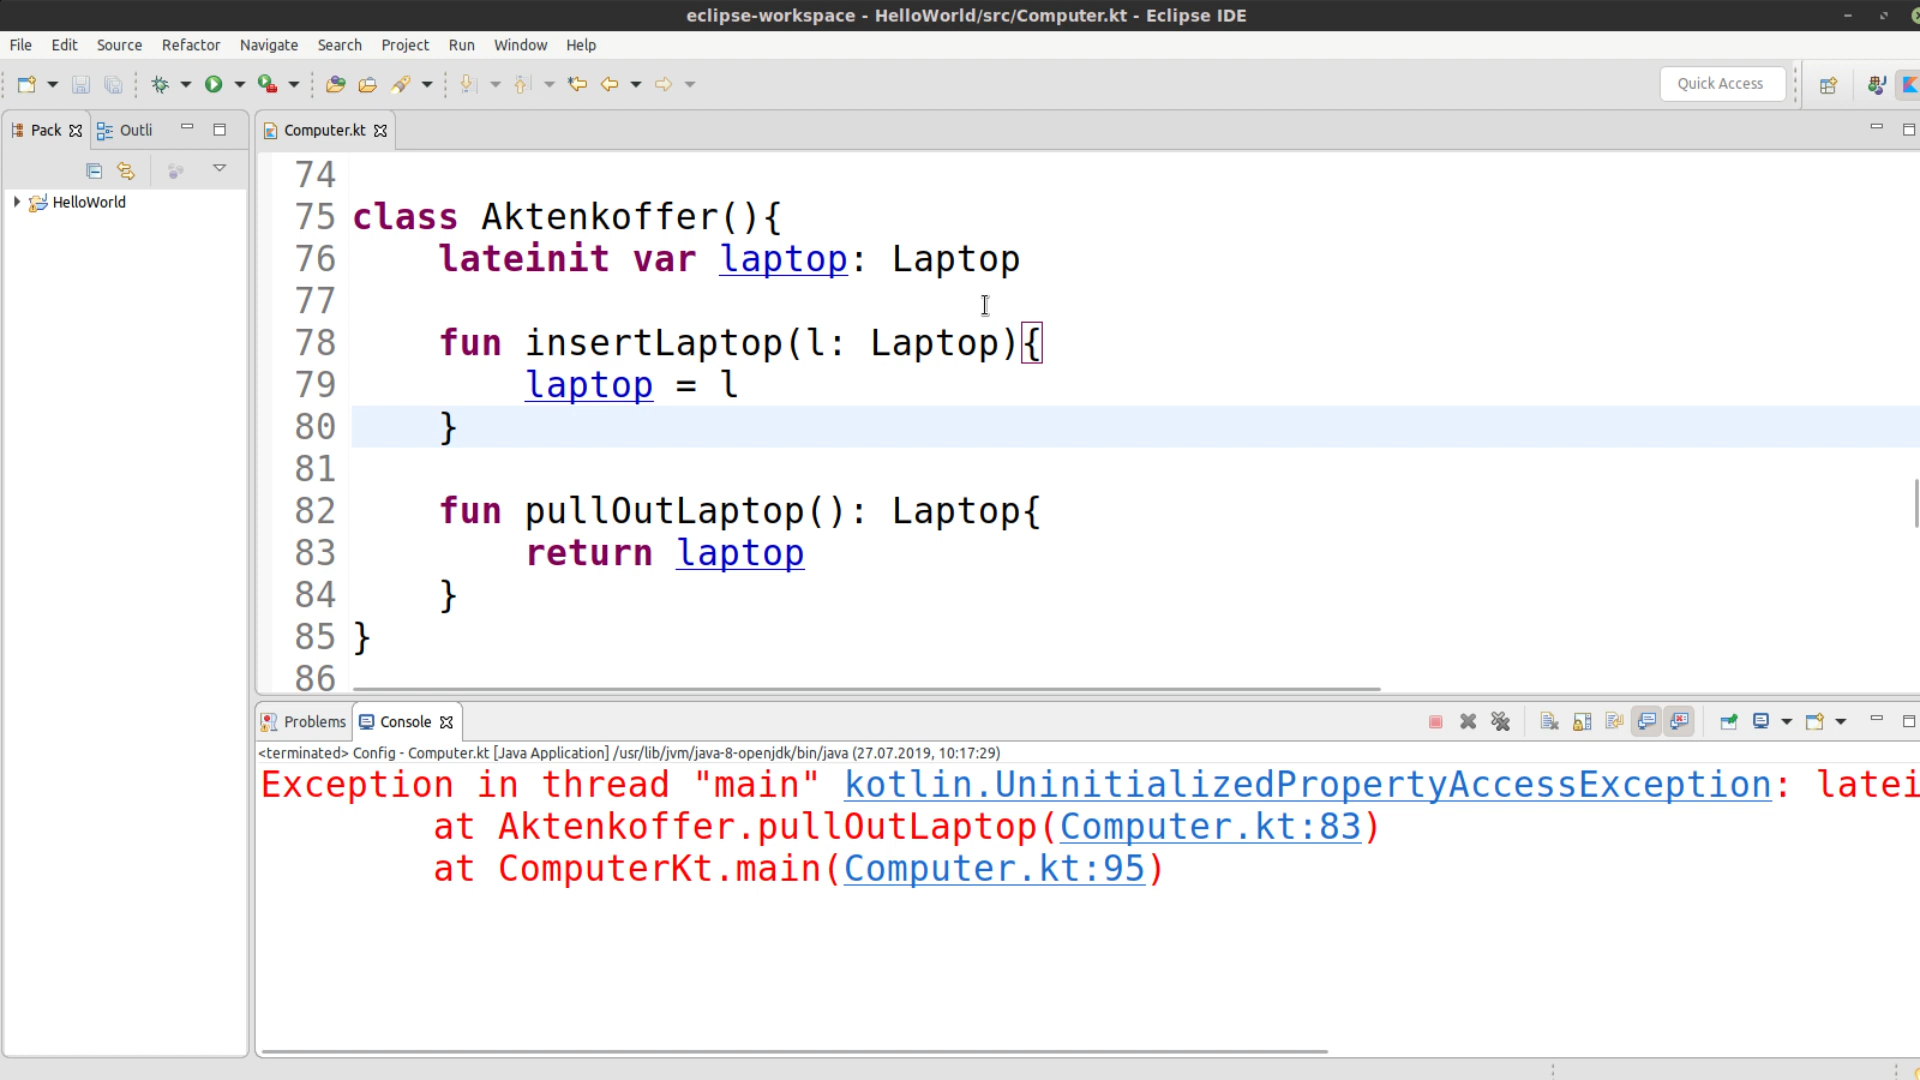 eclipse-workspace - HelloWorld/src/Computer.kt - Eclipse IDE
File Edit Source Refactor Navigate Search Project Run Window Help
Quick Access
Pack Outli
HelloWorld
Computer.kt
74
75 class Aktenkoffer(){
76     lateinit var laptop: Laptop
77
78     fun insertLaptop(l: Laptop){
79         laptop = l
80     }
81
82     fun pullOutLaptop(): Laptop{
83         return laptop
84     }
85 }
86
Problems Console
<terminated> Config - Computer.kt [Java Application] /usr/lib/jvm/java-8-openjdk/bin/java (27.07.2019, 10:17:29)
Exception in thread "main" kotlin.UninitializedPropertyAccessException: latei
at Aktenkoffer.pullOutLaptop(Computer.kt:83)
at ComputerKt.main(Computer.kt:95)